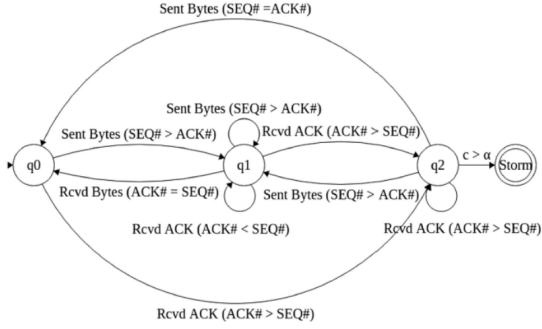 Sent Bytes (SEQ# =ACK#)
Sent Bytes (SEQ# > ACK#)
Sent Bytes (SEQ# > ACK#)
Rcvd ACK (ACK# > SEQ#)
q0
q1
q2
c > α
Storm
Rcvd Bytes (ACK# = SEQ#)
Sent Bytes (SEQ# > ACK#)
Rcvd ACK (ACK# < SEQ#)
Rcvd ACK (ACK# > SEQ#)
Rcvd ACK (ACK# > SEQ#)